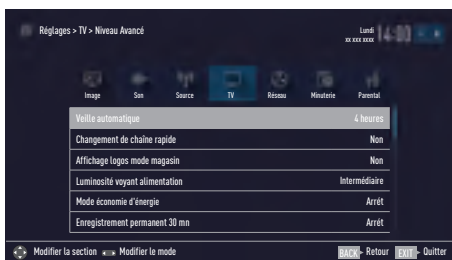 Réglages > TV > Niveau Avancé
Lundi
xx xxx xxxx
14:00
Image Son Source TV Réseau Minuterie Parental
Veille automatique 4 heures
Changement de chaîne rapide Non
Affichage logos mode magasin Non
Luminosité voyant alimentation Intermédiaire
Mode économie d'énergie Arrét
Enregistrement permanent 30 mn Arrét
Modifier la section Modifier le mode BACK Retour EXIT Quitter